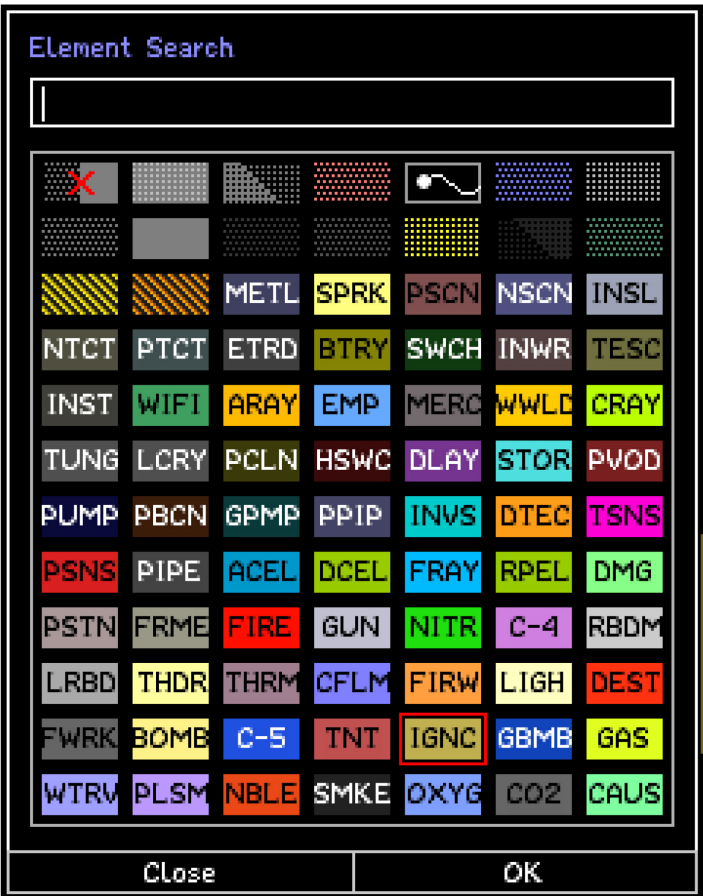 Element Search
METL SPRK PSCN NSCN INSL
NTCT PTCT ETRD BTRY SWCH INWR TESC
INST WIFI ARAY EMP MERC WWLD CRAY
TUNG LCRY PCLN HSWC DLAY STOR PVOD
PUMP PBCN GPMP PPIP INVS DTEC TSNS
PSNS PIPE ACEL DCEL FRAY RPEL DMG
PSTN FRME FIRE GUN NITR C-4 RBDM
LRBD THDR THRM CFLM FIRW LIGH DEST
FWRK BOMB C-5 TNT IGNC GBMB GAS
WTRV PLSM NBLE SMKE OXYG CO2 CAUS
Close OK